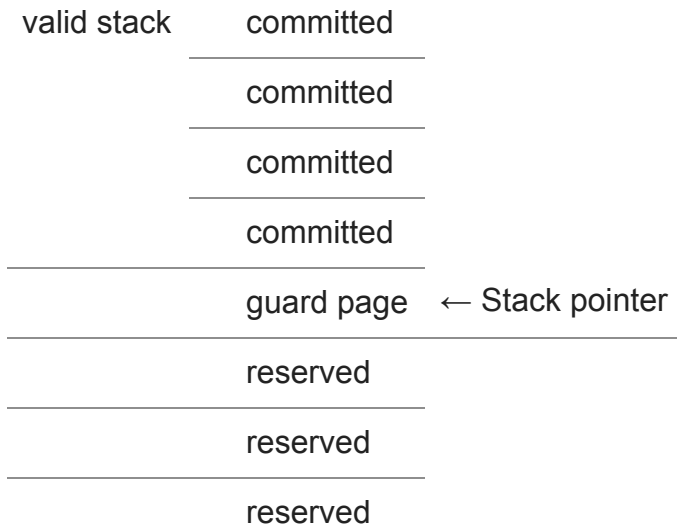 valid stack committed
committed
committed
committed
guard page ← Stack pointer
reserved
reserved
reserved